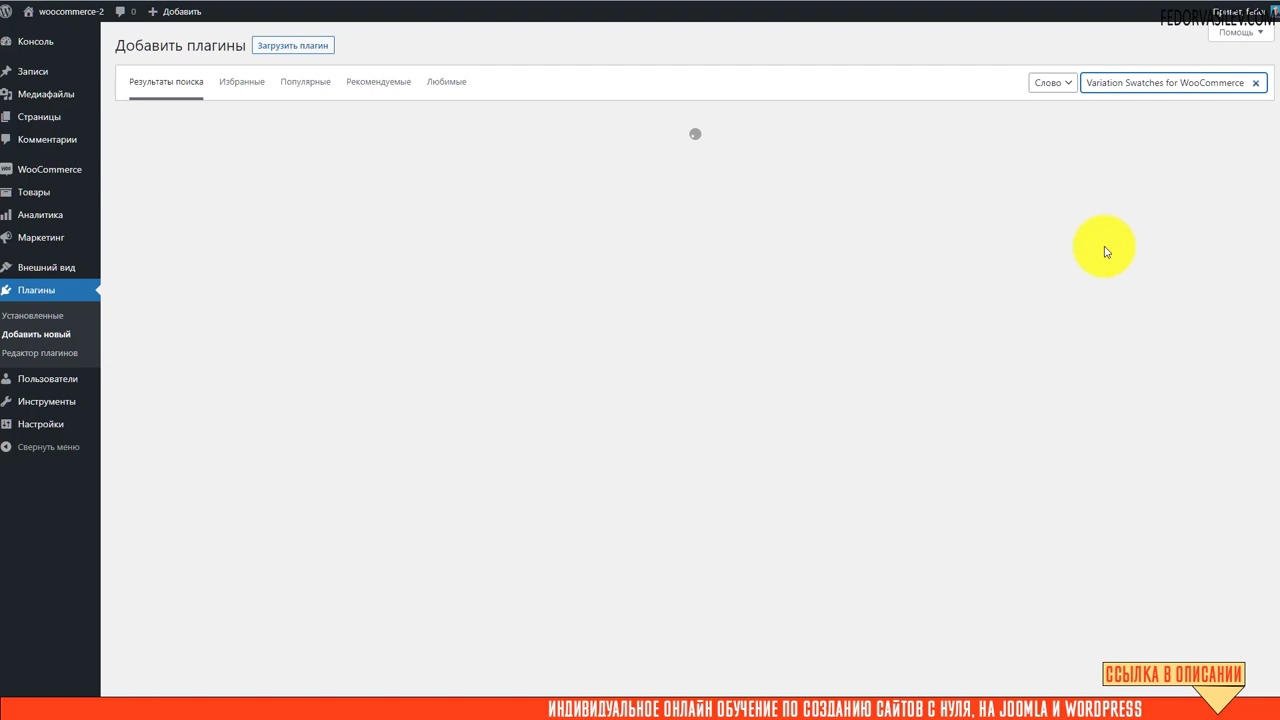 woocommerce-2
0
Добавить
Привет, fedor
FEDORVASILEV.COM
Консоль
Записи
Медиафайлы
Страницы
Комментарии
WooCommerce
Товары
Аналитика
Маркетинг
Внешний вид
Плагины
Установленные
Добавить новый
Редактор плагинов
Пользователи
Инструменты
Настройки
Свернуть меню
Помощь
Добавить плагины
Загрузить плагин
Результаты поиска
Избранные
Популярные
Рекомендуемые
Любимые
Слово
Variation Swatches for WooCommerce
ССЫЛКА В ОПИСАНИИ
ИНДИВИДУАЛЬНОЕ ОНЛАЙН ОБУЧЕНИЕ ПО СОЗДАНИЮ САЙТОВ С НУЛЯ, НА JOOMLA И WORDPRESS